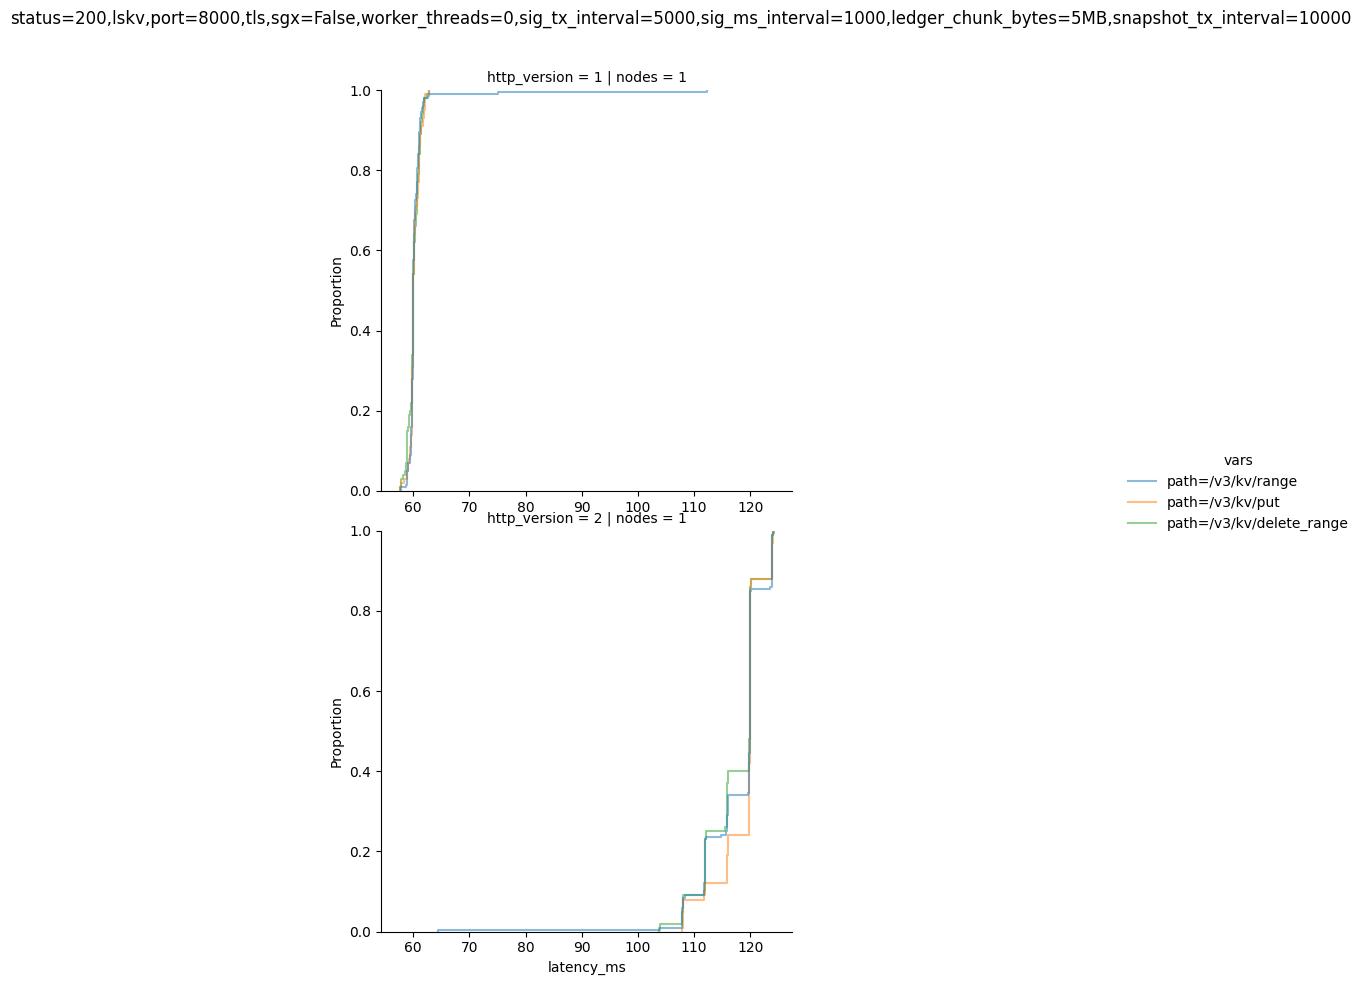 status=200,lskv,port=8000,tls,sgx=False,worker_threads=0,sig_tx_interval=5000,sig_ms_interval=1000,ledger_chunk_bytes=5MB,snapshot_tx_interval=10000
http_version = 1 | nodes = 1
1.0
0.8
0.6
0.4
0.2
0.0
Proportion
60 70 80 90 100 110 120
http_version = 2 | nodes = 1
1.0
0.8
0.6
0.4
0.2
0.0
Proportion
60 70 80 90 100 110 120
latency_ms
vars
path=/v3/kv/range
path=/v3/kv/put
path=/v3/kv/delete_range